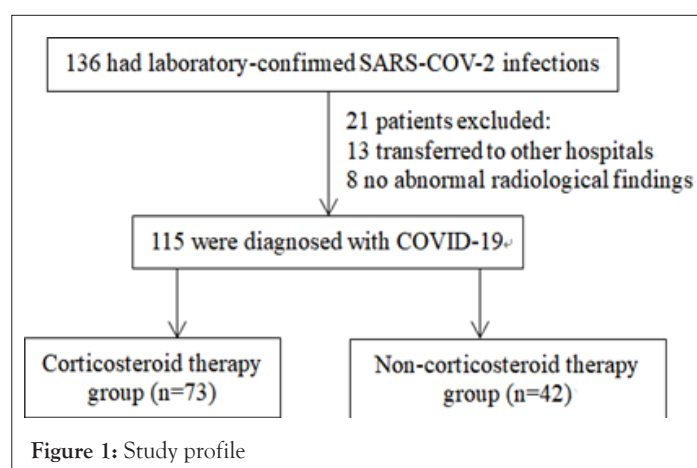 136 had laboratory-confirmed SARS-COV-2 infections
21 patients excluded:
13 transferred to other hospitals
8 no abnormal radiological findings
115 were diagnosed with COVID-19↵
Corticosteroid therapy
group (n=73)
Non-corticosteroid therapy
group (n=42)
Figure 1: Study profile